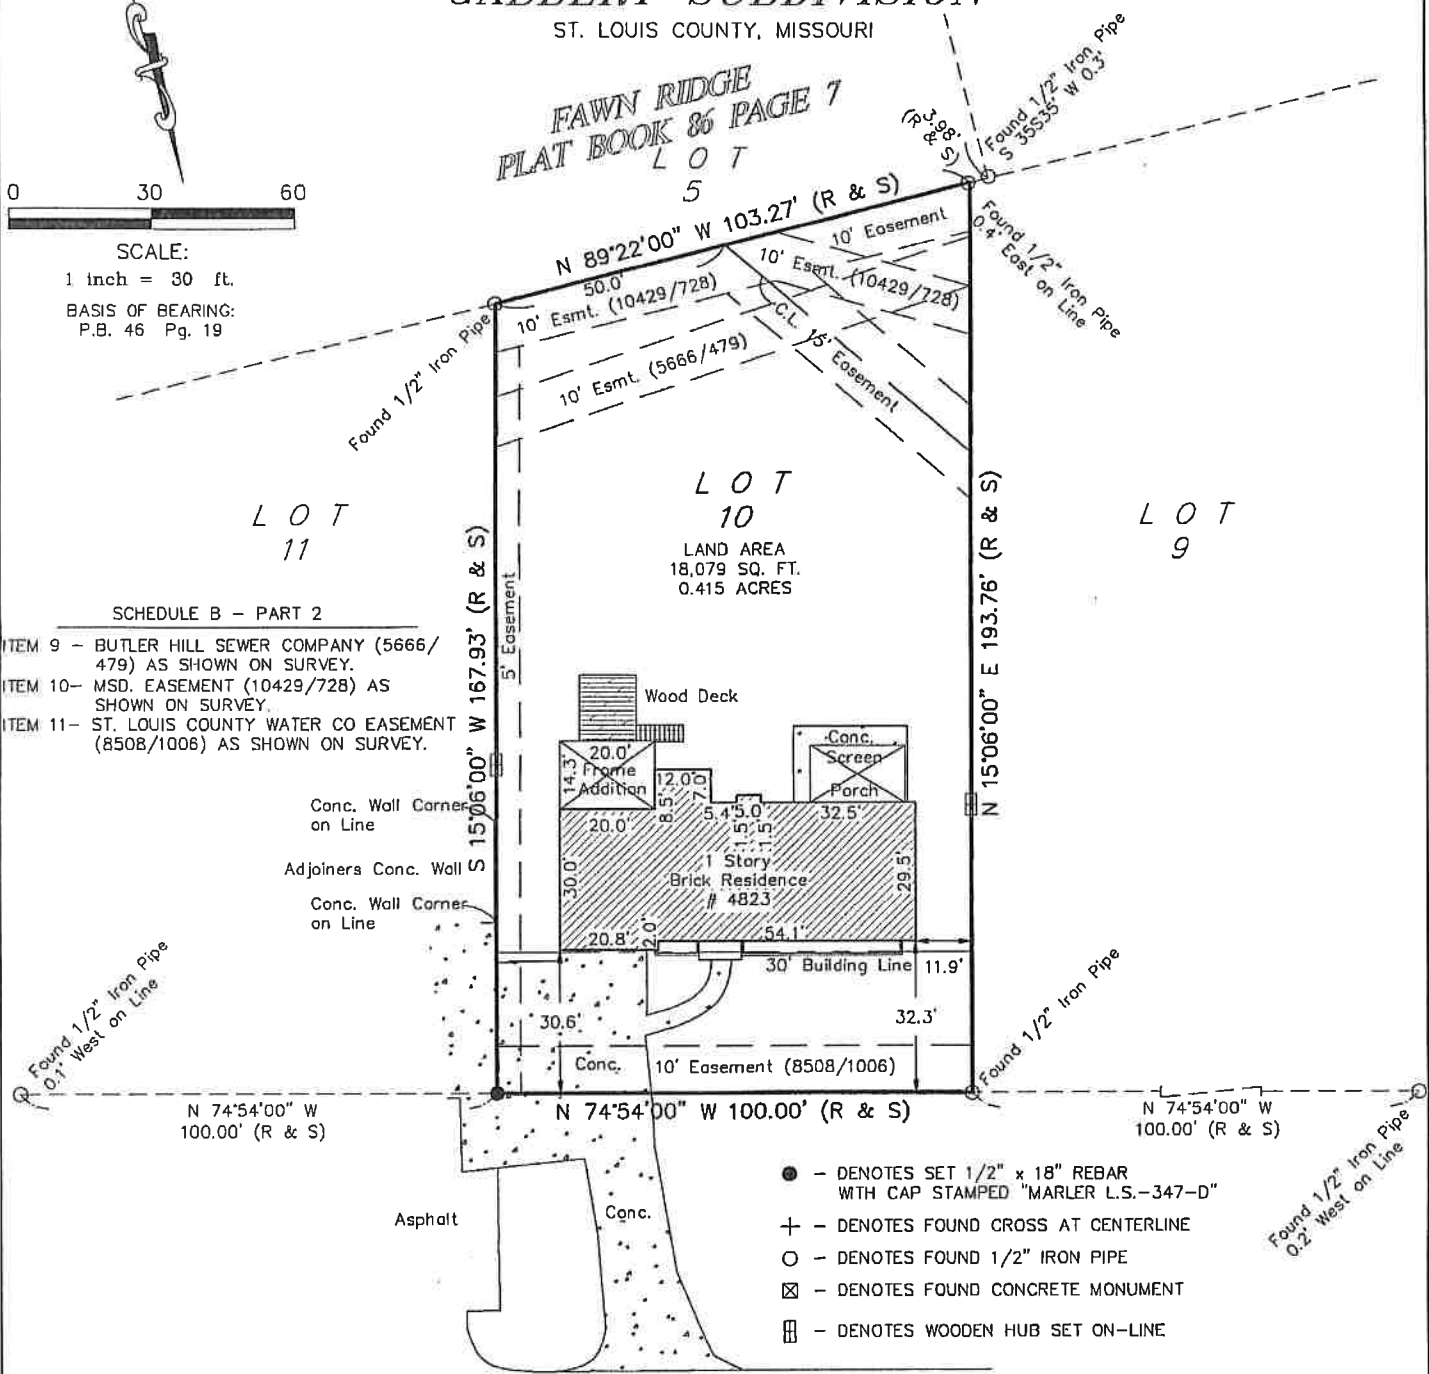 ST. LOUIS COUNTY, MISSOURI
FAWN RIDGE
PLAT BOOK 86 PAGE 7
LOT
5
0 30 60
SCALE:
1 inch = 30 ft.
BASIS OF BEARING:
P.B. 46 Pg. 19
N 89°22'00" W 103.27' (R & S)
50.0'
3.98'
(R & S)
Found 1/2" Iron Pipe
S 35S35' W 0.3'
Found 1/2" Iron Pipe
0.4' East on Line
Found 1/2" Iron Pipe
10' Easement
10' Esmt. (10429/728)
10' Esmt. (10429/728)
10' Esmt. (5666/479)
C.L. 15' Easement
LOT
11
LOT
10
LAND AREA
18,079 SQ. FT.
0.415 ACRES
LOT
9
S 15°06'00" W 167.93' (R & S)
5' Easement
N 15°06'00" E 193.76' (R & S)
SCHEDULE B - PART 2
ITEM 9 - BUTLER HILL SEWER COMPANY (5666/
479) AS SHOWN ON SURVEY.
ITEM 10- MSD. EASEMENT (10429/728) AS
SHOWN ON SURVEY.
ITEM 11- ST. LOUIS COUNTY WATER CO EASEMENT
(8508/1006) AS SHOWN ON SURVEY.
Wood Deck
20.0'
14.3'
Frame
Addition
12.0'
7.0'
8.5'
Conc.
Screen
Porch
20.0'
5.4'
5.0'
1.5'
1.5'
32.5'
30.0'
1 Story
Brick Residence
# 4823
29.5'
20.8'
2.0'
54.1'
Conc. Wall Corner
on Line
Adjoiners Conc. Wall
Conc. Wall Corner
on Line
30' Building Line
11.9'
30.6'
32.3'
Conc.
10' Easement (8508/1006)
Found 1/2" Iron Pipe
0.1' West on Line
Found 1/2" Iron Pipe
N 74°54'00" W
100.00' (R & S)
N 74°54'00" W 100.00' (R & S)
N 74°54'00" W
100.00' (R & S)
Found 1/2" Iron Pipe
0.2' West on Line
Asphalt
Conc.
- DENOTES SET 1/2" x 18" REBAR
WITH CAP STAMPED "MARLER L.S.-347-D"
- DENOTES FOUND CROSS AT CENTERLINE
- DENOTES FOUND 1/2" IRON PIPE
- DENOTES FOUND CONCRETE MONUMENT
- DENOTES WOODEN HUB SET ON-LINE